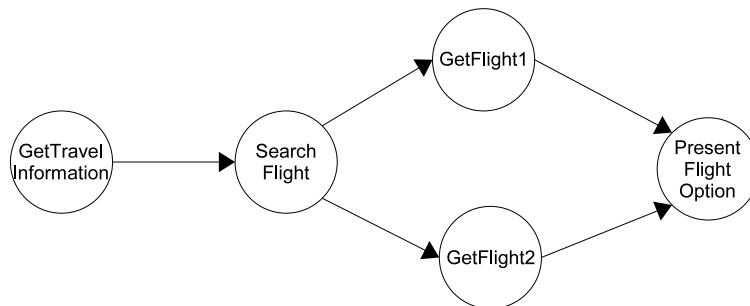 GetTravel
Information
Search
Flight
GetFlight1
GetFlight2
Present
Flight
Option